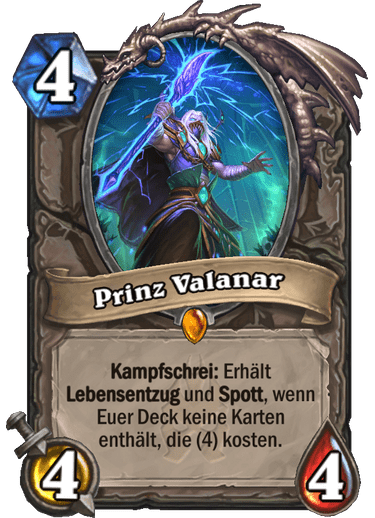 4
Prinz Valanar
Kampfschrei: Erhält
Lebensentzug und Spott, wenn
Euer Deck keine Karten
enthält, die (4) kosten.
4
4